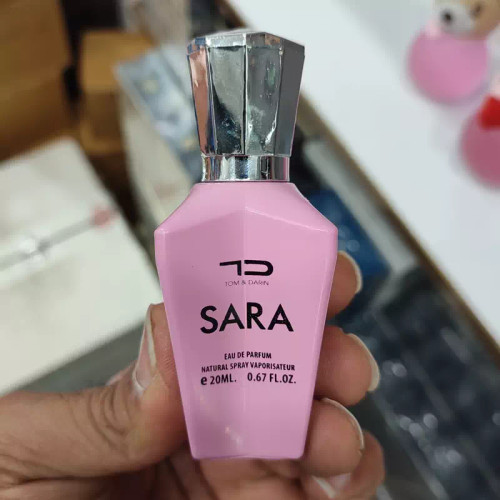 TD
TOM & DARIN
SARA
EAU DE PARFUM
NATURAL SPRAY VAPORISATEUR
e 20ML. 0.67 FL.OZ.